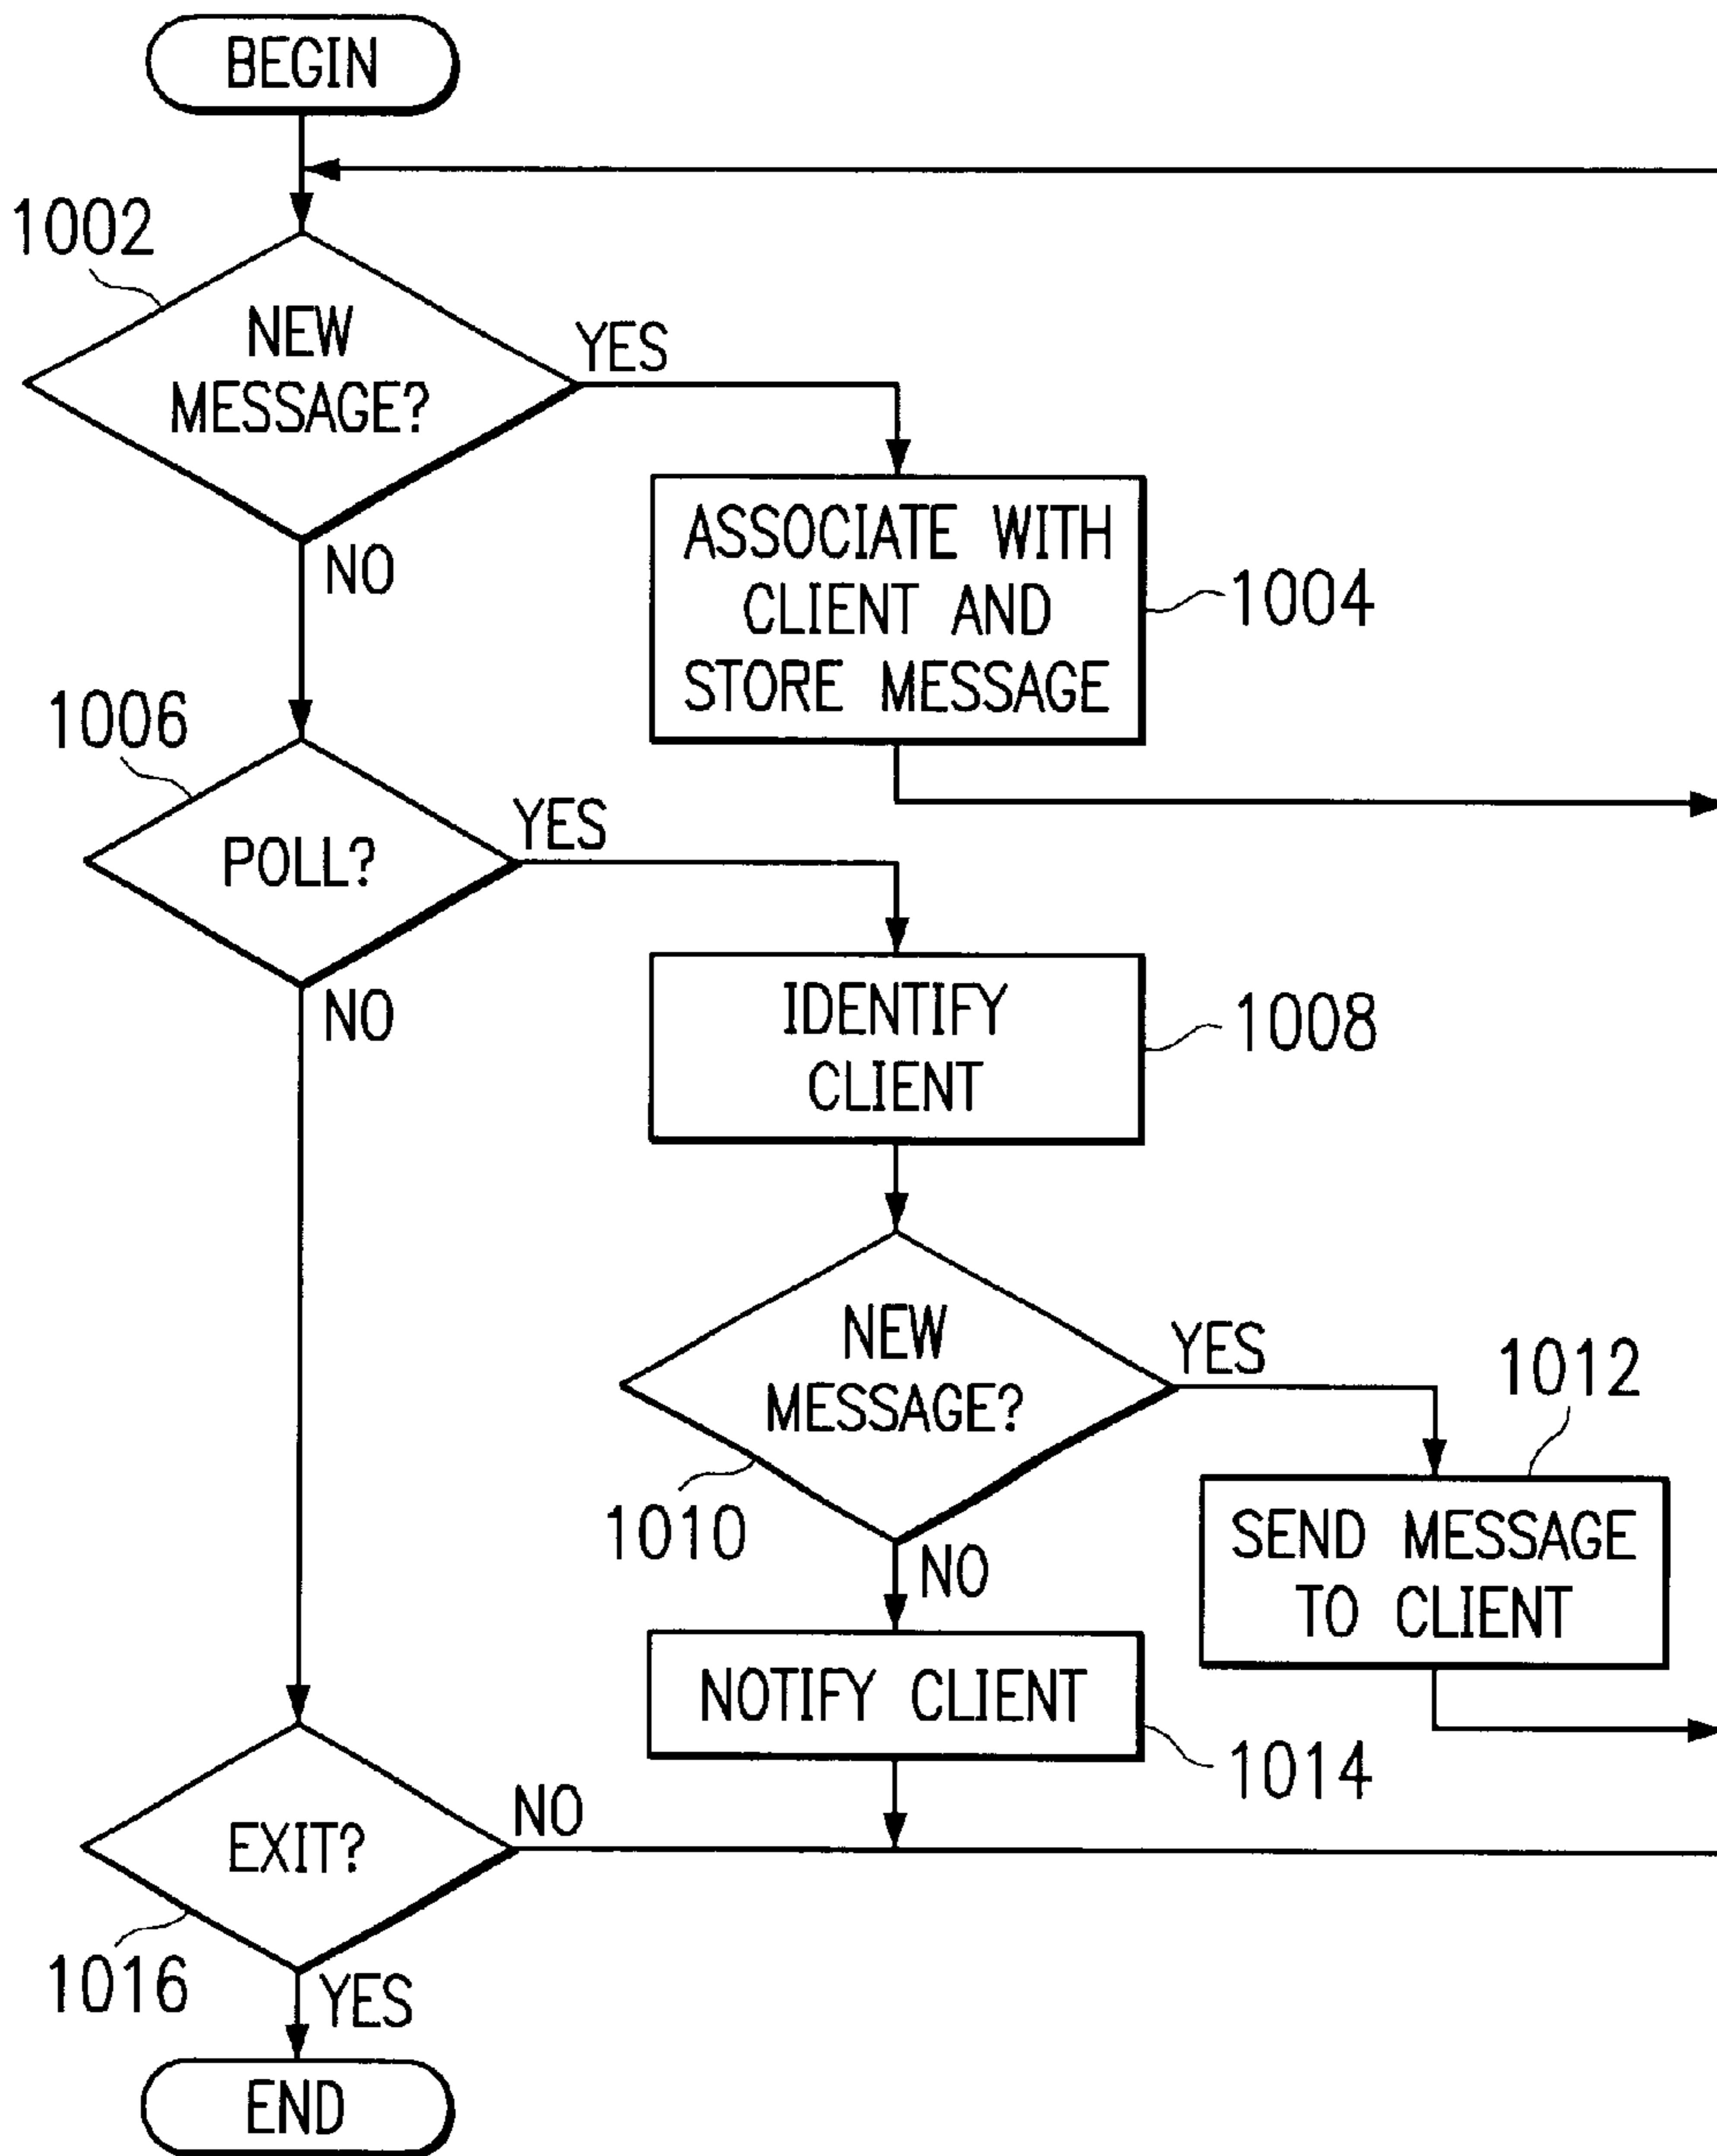 BEGIN
1002
NEW
MESSAGE?
YES
NO
ASSOCIATE WITH
CLIENT AND
STORE MESSAGE
1004
1006
POLL?
YES
NO
IDENTIFY
CLIENT
1008
NEW
MESSAGE?
YES
1010
NO
1012
SEND MESSAGE
TO CLIENT
NOTIFY CLIENT
1014
EXIT?
NO
1016
YES
END